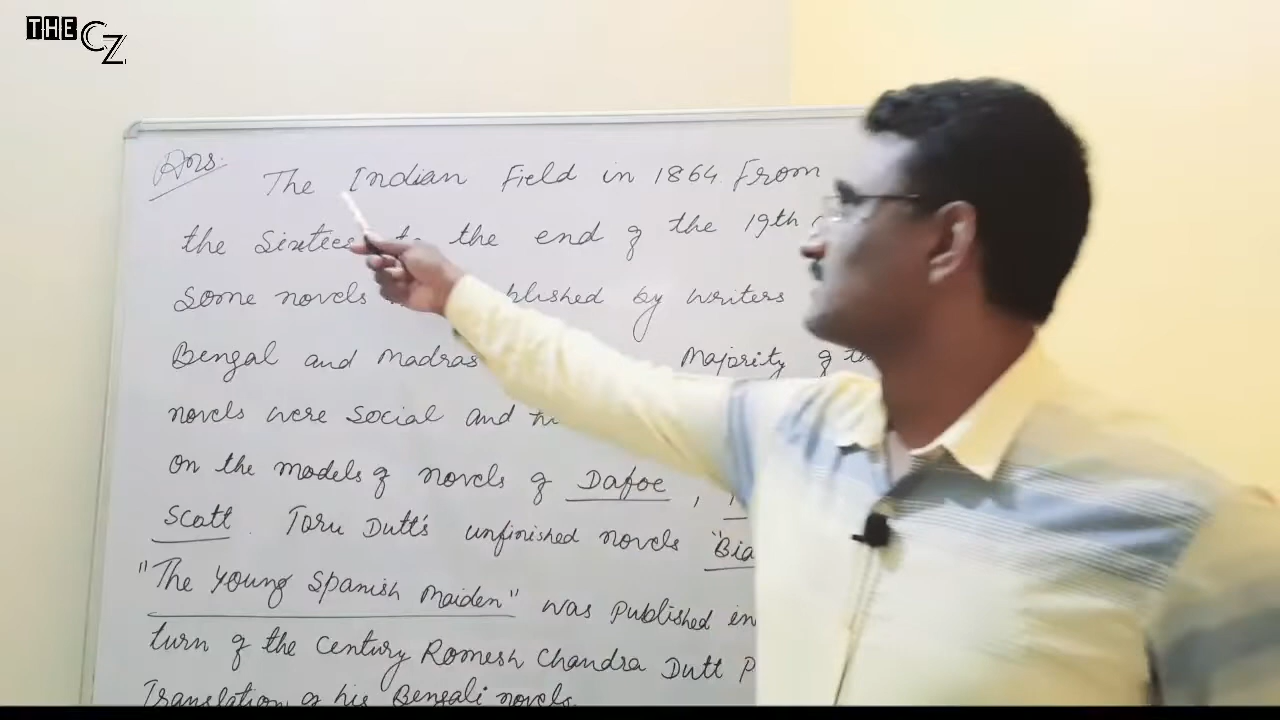 THE CZ
Ans. The Indian Field in 1864. From
the Sixtees to the end of the 19th
Some novels blished by writers
Bengal and Madras Majority of
novels were Social and
on the models of novels of Dafoe ,
Scott . Toru Dutt's unfinished novels "Bia
"The Young Spanish Maiden" was published in
turn of the Century Romesh Chandra Dutt P
Translation of his Bengali novels.